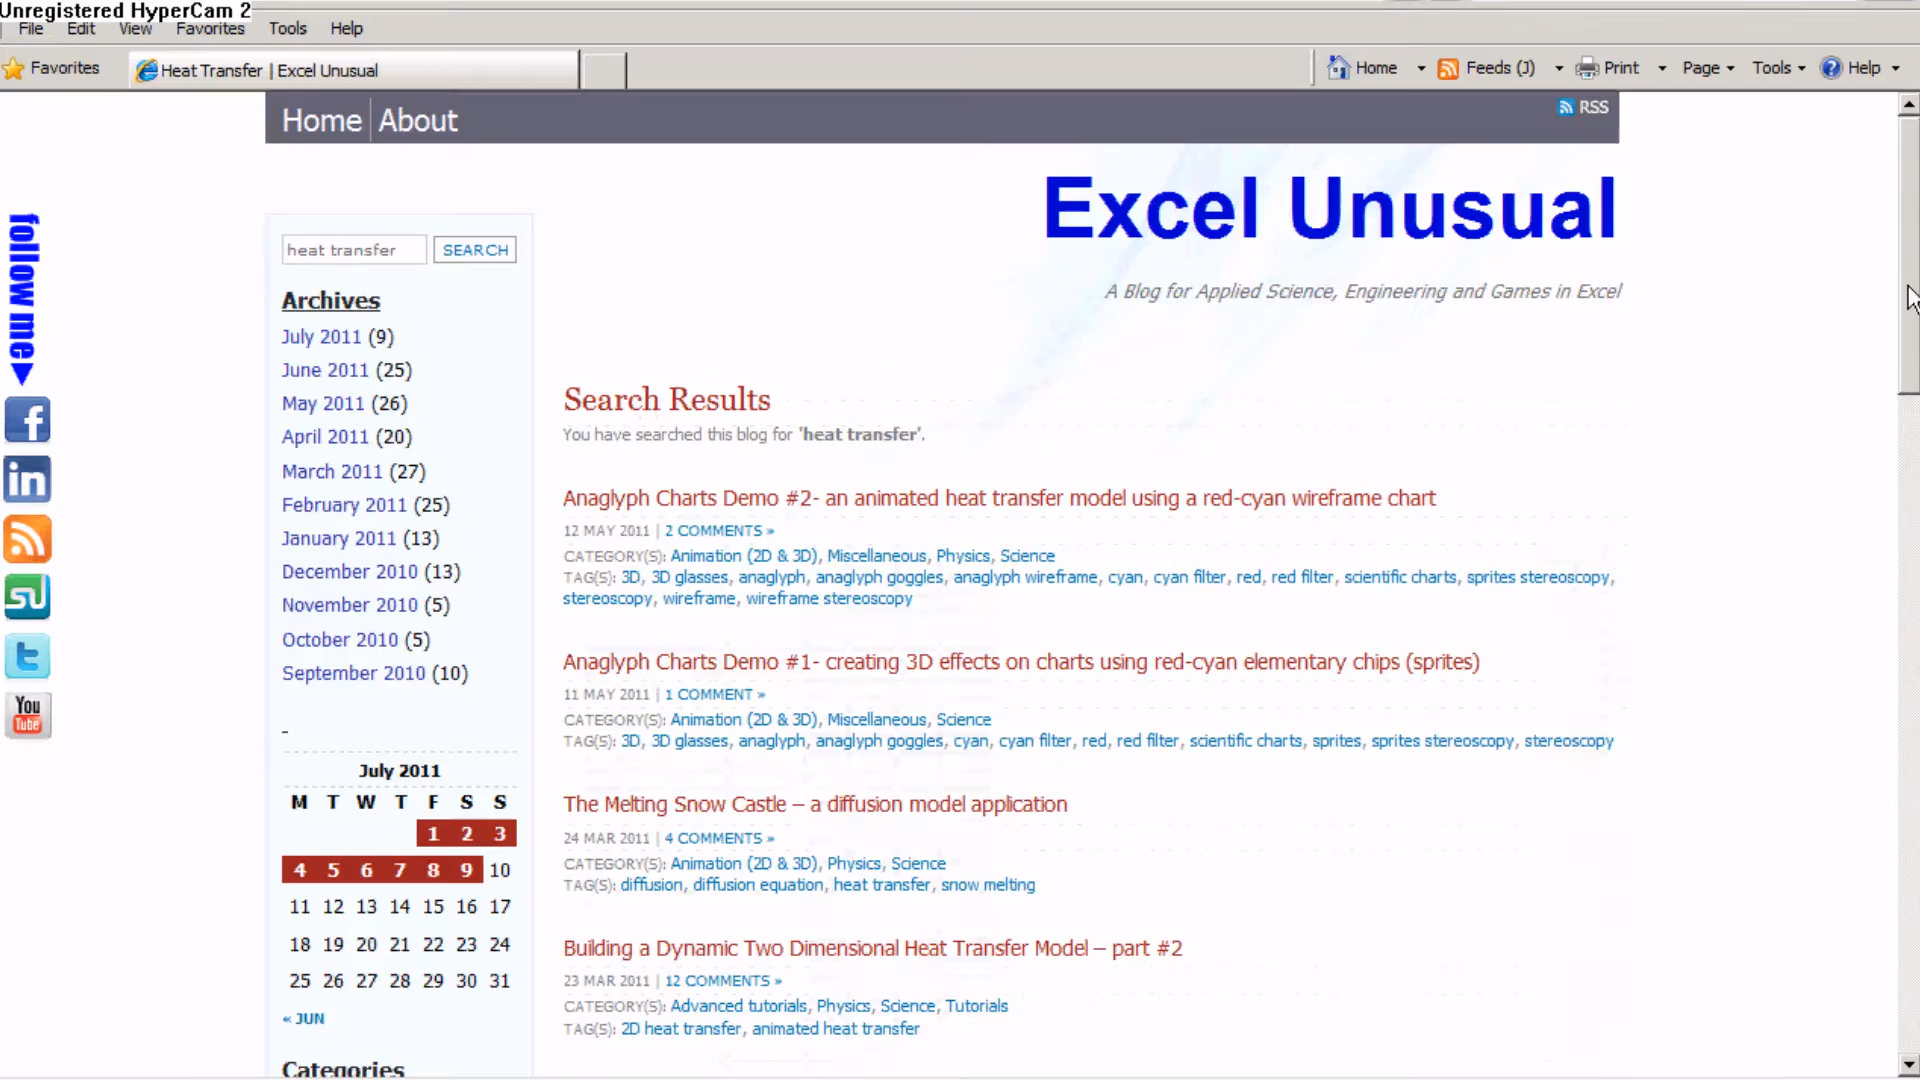 Unregistered HyperCam 2
File Edit View Favorites Tools Help
Favorites Heat Transfer | Excel Unusual Home Feeds (J) Print Page Tools Help
Home About RSS
Excel Unusual
A Blog for Applied Science, Engineering and Games in Excel
follow me
heat transfer SEARCH
Archives
July 2011 (9)
June 2011 (25)
May 2011 (26)
April 2011 (20)
March 2011 (27)
February 2011 (25)
January 2011 (13)
December 2010 (13)
November 2010 (5)
October 2010 (5)
September 2010 (10)
-
July 2011
M T W T F S S
1 2 3
4 5 6 7 8 9 10
11 12 13 14 15 16 17
18 19 20 21 22 23 24
25 26 27 28 29 30 31
« JUN
Categories
f
in
SU
t
You
Tube
Search Results
You have searched this blog for 'heat transfer'.
Anaglyph Charts Demo #2- an animated heat transfer model using a red-cyan wireframe chart
12 MAY 2011 | 2 COMMENTS »
CATEGORY(S): Animation (2D & 3D), Miscellaneous, Physics, Science
TAG(S): 3D, 3D glasses, anaglyph, anaglyph goggles, anaglyph wireframe, cyan, cyan filter, red, red filter, scientific charts, sprites stereoscopy,
stereoscopy, wireframe, wireframe stereoscopy
Anaglyph Charts Demo #1- creating 3D effects on charts using red-cyan elementary chips (sprites)
11 MAY 2011 | 1 COMMENT »
CATEGORY(S): Animation (2D & 3D), Miscellaneous, Science
TAG(S): 3D, 3D glasses, anaglyph, anaglyph goggles, cyan, cyan filter, red, red filter, scientific charts, sprites, sprites stereoscopy, stereoscopy
The Melting Snow Castle – a diffusion model application
24 MAR 2011 | 4 COMMENTS »
CATEGORY(S): Animation (2D & 3D), Physics, Science
TAG(S): diffusion, diffusion equation, heat transfer, snow melting
Building a Dynamic Two Dimensional Heat Transfer Model – part #2
23 MAR 2011 | 12 COMMENTS »
CATEGORY(S): Advanced tutorials, Physics, Science, Tutorials
TAG(S): 2D heat transfer, animated heat transfer